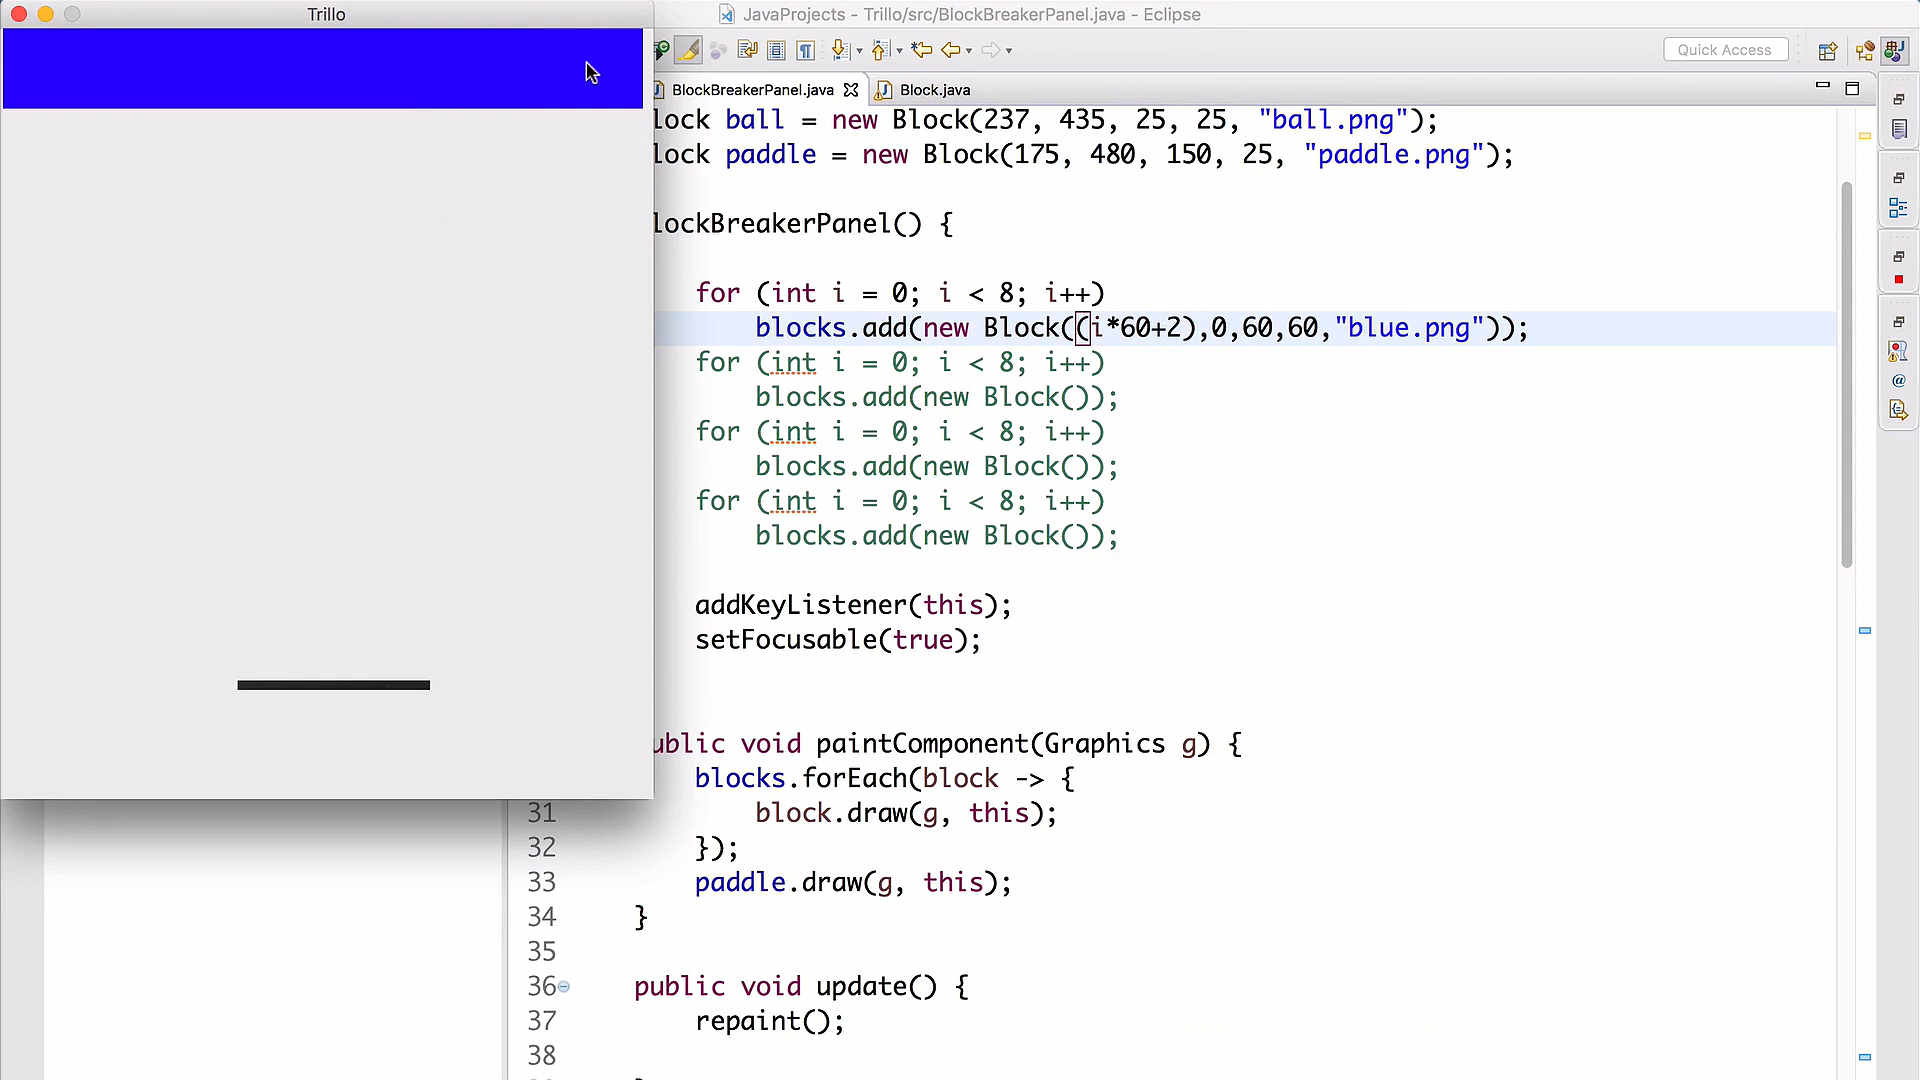 Trillo
JavaProjects - Trillo/src/BlockBreakerPanel.java - Eclipse
Quick Access
BlockBreakerPanel.java
Block.java
lock ball = new Block(237, 435, 25, 25, "ball.png");
lock paddle = new Block(175, 480, 150, 25, "paddle.png");
lockBreakerPanel() {
for (int i = 0; i < 8; i++)
blocks.add(new Block((i*60+2),0,60,60,"blue.png"));
for (int i = 0; i < 8; i++)
blocks.add(new Block());
for (int i = 0; i < 8; i++)
blocks.add(new Block());
for (int i = 0; i < 8; i++)
blocks.add(new Block());
addKeyListener(this);
setFocusable(true);
ublic void paintComponent(Graphics g) {
blocks.forEach(block -> {
31 block.draw(g, this);
32 });
33 paddle.draw(g, this);
34 }
35
36 public void update() {
37 repaint();
38